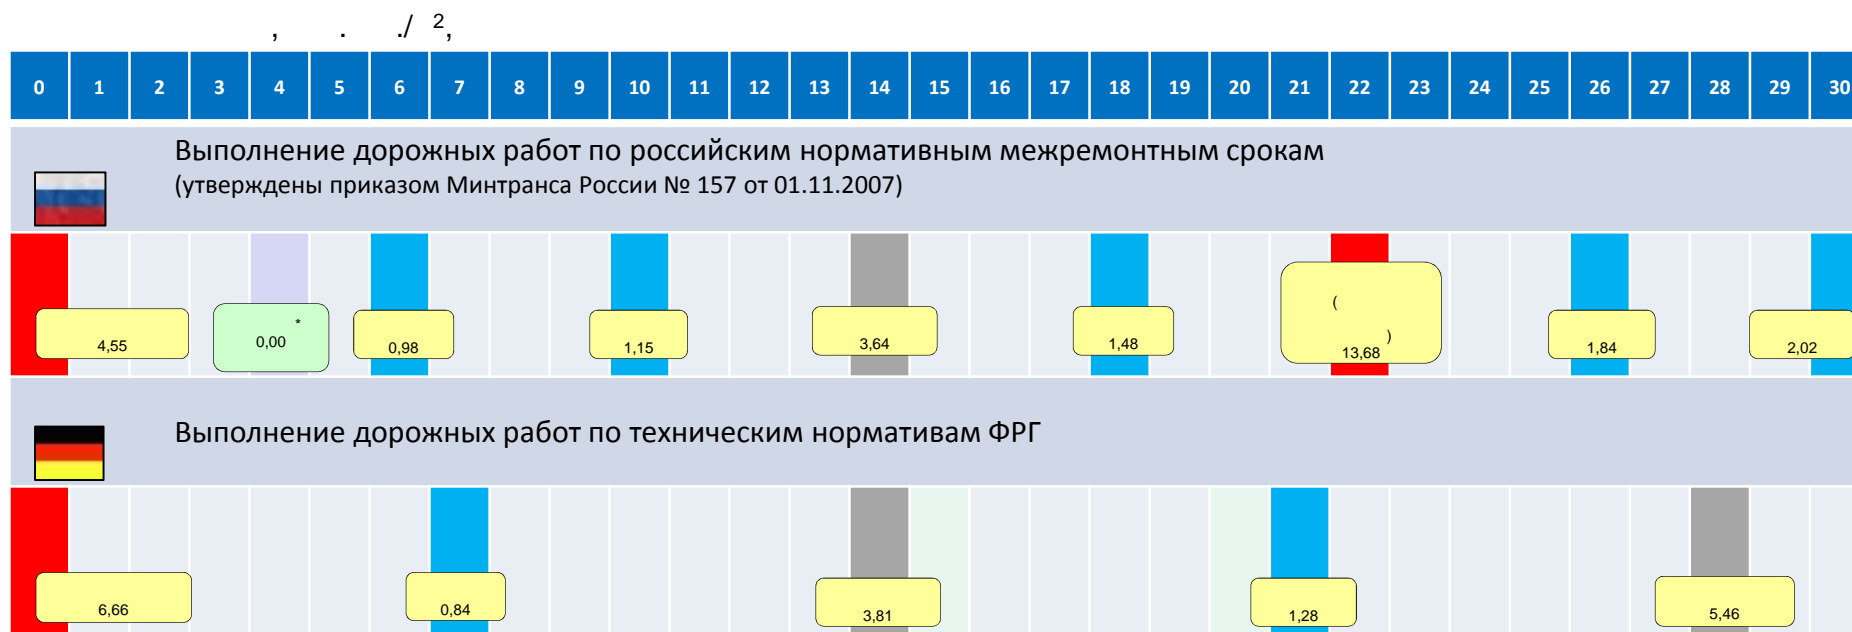 , . ./ ²,
0 1 2 3 4 5 6 7 8 9 10 11 12 13 14 15 16 17 18 19 20 21 22 23 24 25 26 27 28 29 30
Выполнение дорожных работ по российским нормативным межремонтным срокам
(утверждены приказом Минтранса России № 157 от 01.11.2007)
(
*
)
4,55 0,00 0,98 1,15 3,64 1,48 13,68 1,84 2,02
Выполнение дорожных работ по техническим нормативам ФРГ
6,66 0,84 3,81 1,28 5,46